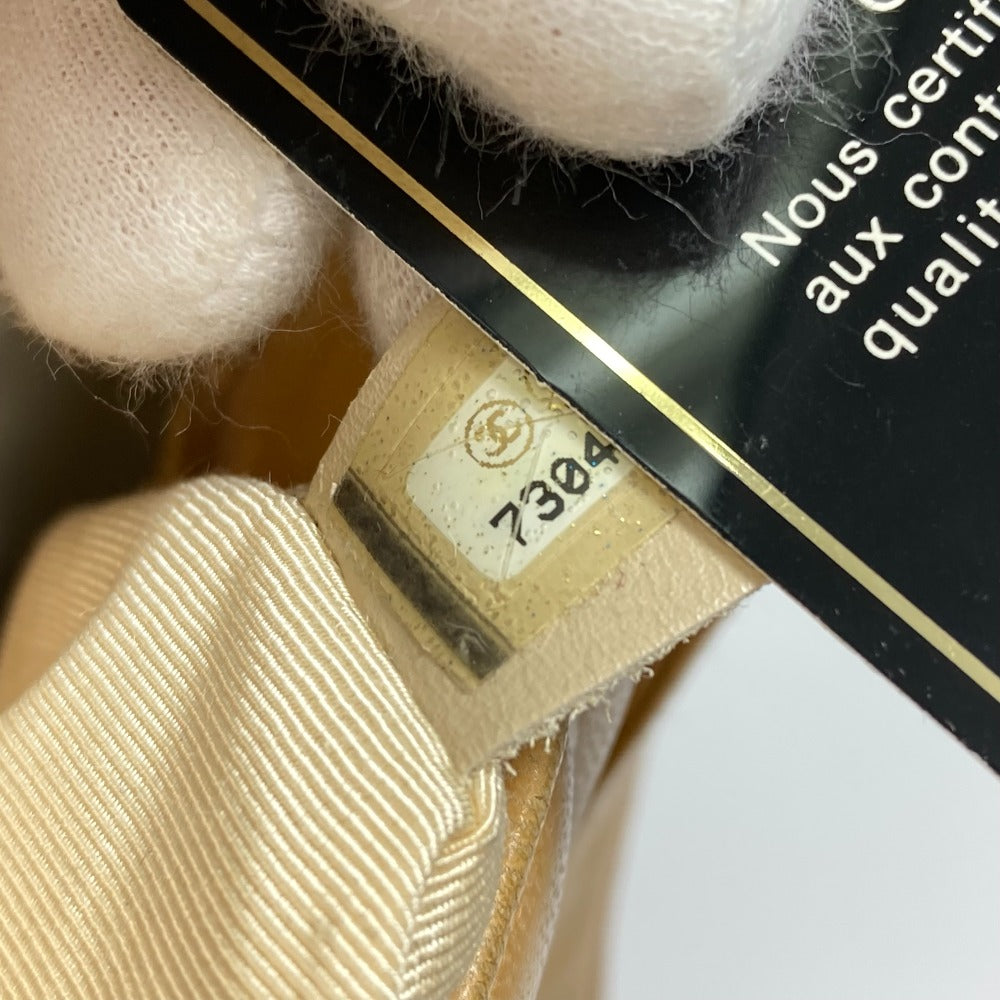 Nous certif
aux cont
qualit
7304